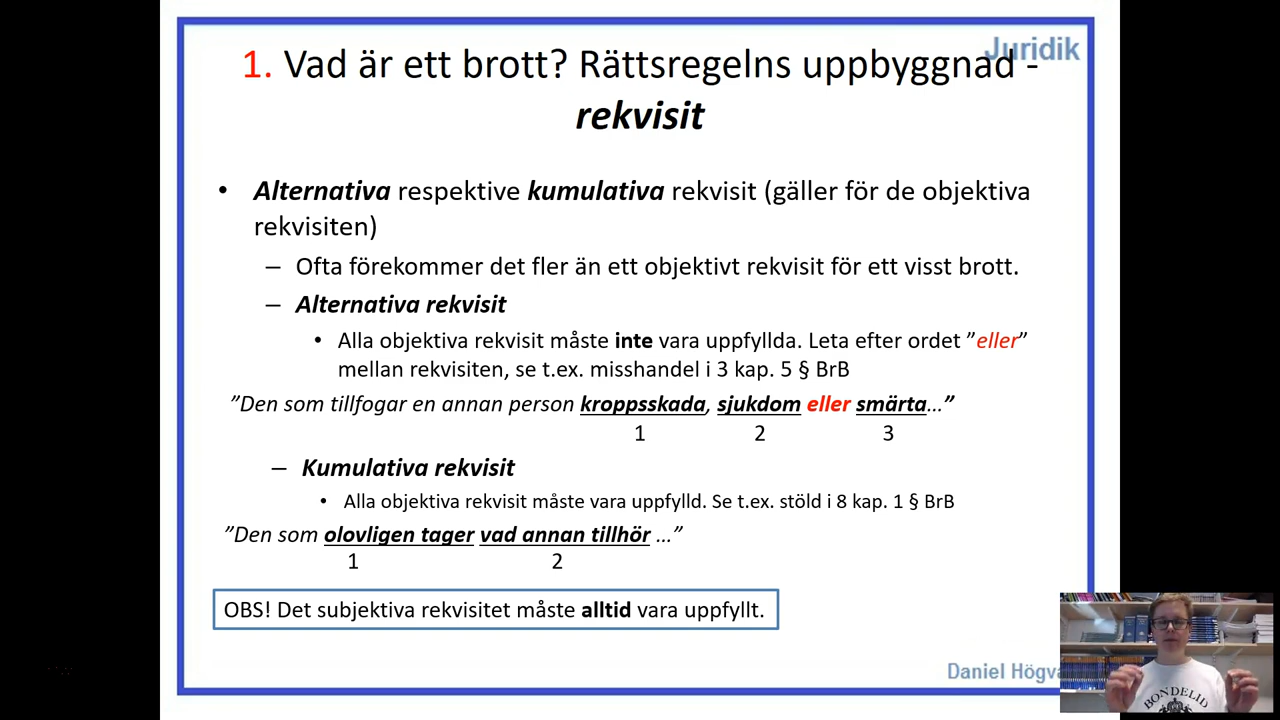 Juridik
1. Vad är ett brott? Rättsregelns uppbyggnad -
rekvisit
• Alternativa respektive kumulativa rekvisit (gäller för de objektiva
rekvisiten)
– Ofta förekommer det fler än ett objektivt rekvisit för ett visst brott.
– Alternativa rekvisit
• Alla objektiva rekvisit måste inte vara uppfyllda. Leta efter ordet ”eller”
mellan rekvisiten, se t.ex. misshandel i 3 kap. 5 § BrB
”Den som tillfogar en annan person kroppsskada, sjukdom eller smärta…”
1 2 3
– Kumulativa rekvisit
• Alla objektiva rekvisit måste vara uppfylld. Se t.ex. stöld i 8 kap. 1 § BrB
”Den som olovligen tager vad annan tillhör …”
1 2
OBS! Det subjektiva rekvisitet måste alltid vara uppfyllt.
Daniel Högva
BONDELID